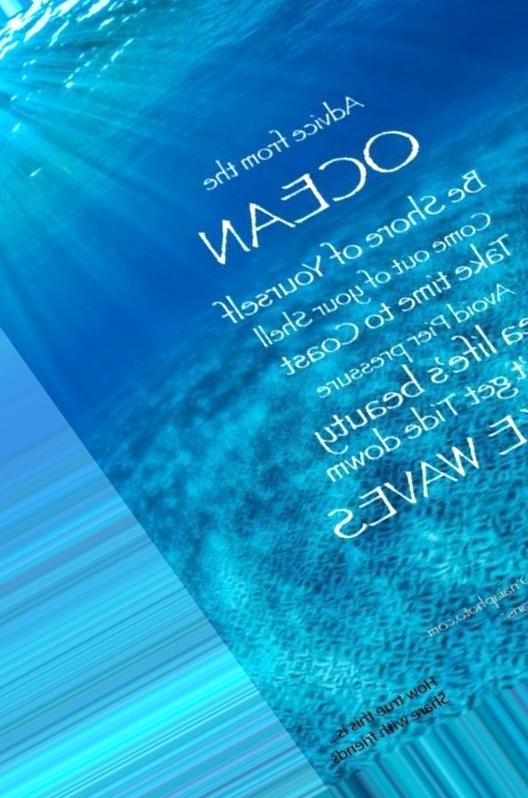 Advice from the
OCEAN
Be Shore of Yourself
Come out of your Shell
Take time to Coast
Avoid Pier pressure
life's beauty
get Tide dowm
WAVES
How true this is..
Share with friends